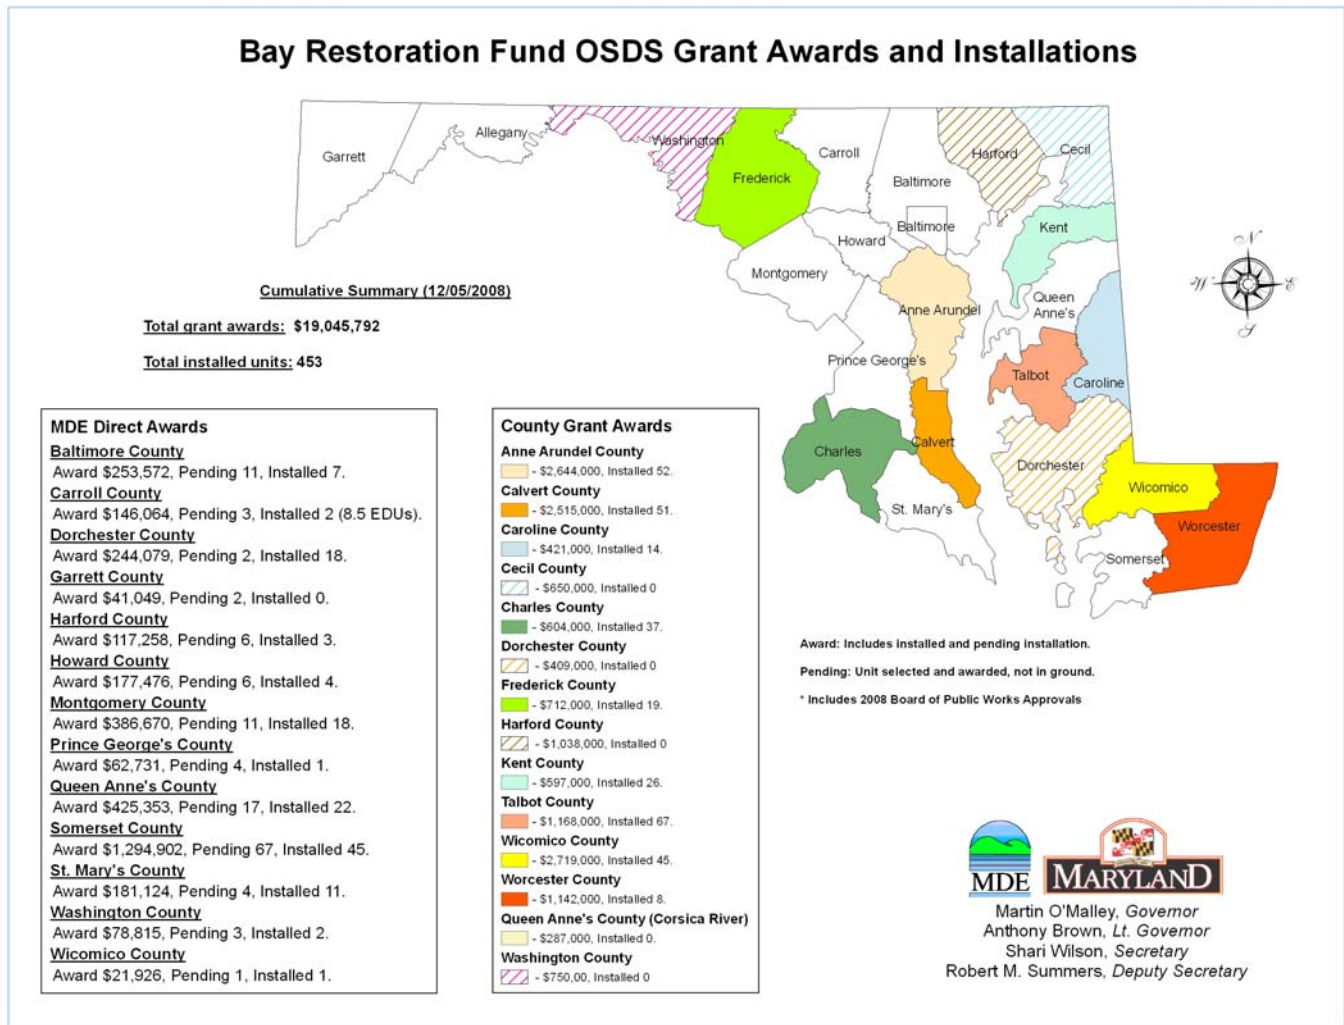 Bay Restoration Fund OSDS Grant Awards and Installations
Garrett
Allegany
Washington
Frederick
Carroll
Baltimore
Harford
Cecil
Baltimore
Howard
Montgomery
Kent
Anne Arundel
Queen
Anne's
Prince George's
Talbot
Caroline
Charles
Calvert
Dorchester
St. Mary's
Wicomico
Worcester
Somerset
N
W
E
S
Cumulative Summary (12/05/2008)
Total grant awards: $19,045,792
Total installed units: 453
MDE Direct Awards
Baltimore County
Award $253,572, Pending 11, Installed 7.
Carroll County
Award $146,064, Pending 3, Installed 2 (8.5 EDUs).
Dorchester County
Award $244,079, Pending 2, Installed 18.
Garrett County
Award $41,049, Pending 2, Installed 0.
Harford County
Award $117,258, Pending 6, Installed 3.
Howard County
Award $177,476, Pending 6, Installed 4.
Montgomery County
Award $386,670, Pending 11, Installed 18.
Prince George's County
Award $62,731, Pending 4, Installed 1.
Queen Anne's County
Award $425,353, Pending 17, Installed 22.
Somerset County
Award $1,294,902, Pending 67, Installed 45.
St. Mary's County
Award $181,124, Pending 4, Installed 11.
Washington County
Award $78,815, Pending 3, Installed 2.
Wicomico County
Award $21,926, Pending 1, Installed 1.
County Grant Awards
Anne Arundel County
- $2,644,000, Installed 52.
Calvert County
- $2,515,000, Installed 51.
Caroline County
- $421,000, Installed 14.
Cecil County
- $650,000, Installed 0
Charles County
- $604,000, Installed 37.
Dorchester County
- $409,000, Installed 0
Frederick County
- $712,000, Installed 19.
Harford County
- $1,038,000, Installed 0
Kent County
- $597,000, Installed 26.
Talbot County
- $1,168,000, Installed 67.
Wicomico County
- $2,719,000, Installed 45.
Worcester County
- $1,142,000, Installed 8.
Queen Anne's County (Corsica River)
- $287,000, Installed 0.
Washington County
- $750,00, Installed 0
Award: Includes installed and pending installation.
Pending: Unit selected and awarded, not in ground.
* Includes 2008 Board of Public Works Approvals
MDE
MARYLAND
Martin O'Malley, Governor
Anthony Brown, Lt. Governor
Shari Wilson, Secretary
Robert M. Summers, Deputy Secretary